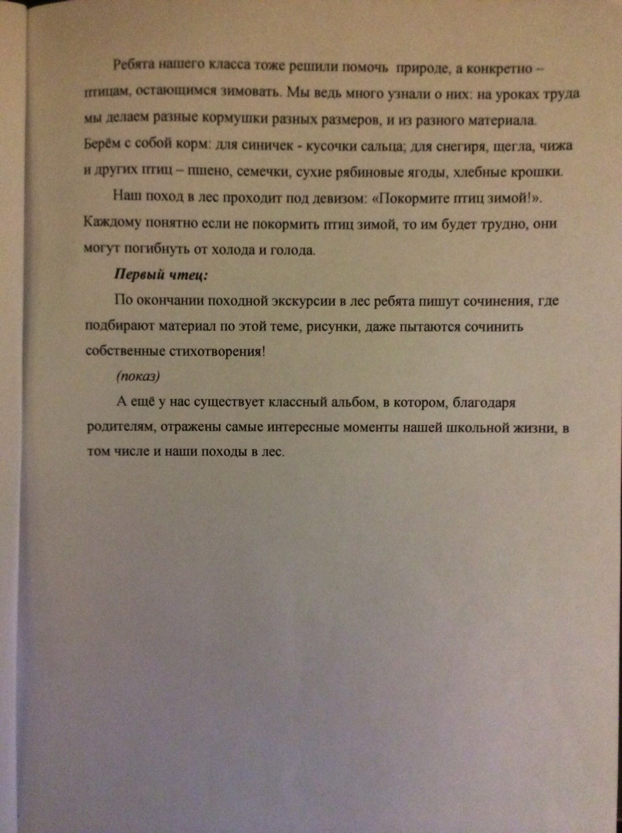 Ребята нашего класса тоже решили помочь природе, а конкретно –
птицам, остающимся зимовать. Мы ведь много узнали о них: на уроках труда
мы делаем разные кормушки разных размеров, и из разного материала.
Берём с собой корм: для синичек - кусочки сальца; для снегиря, щегла, чижа
и других птиц – пшено, семечки, сухие рябиновые ягоды, хлебные крошки.
Наш поход в лес проходит под девизом: «Покормите птиц зимой!».
Каждому понятно если не покормить птиц зимой, то им будет трудно, они
могут погибнуть от холода и голода.
Первый чтец:
По окончании походной экскурсии в лес ребята пишут сочинения, где
подбирают материал по этой теме, рисунки, даже пытаются сочинить
собственные стихотворения!
(показ)
А ещё у нас существует классный альбом, в котором, благодаря
родителям, отражены самые интересные моменты нашей школьной жизни, в
том числе и наши походы в лес.